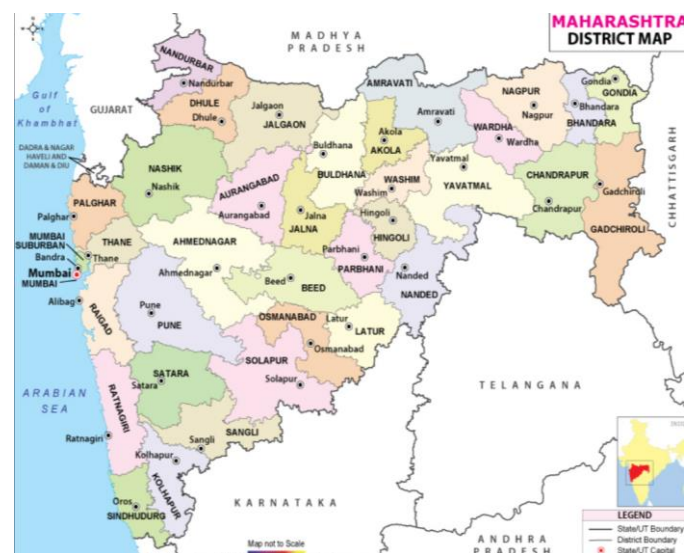 MAHARASHTRA
DISTRICT MAP
MADHYA
PRADESH
NANDURBAR
Nandurbar
Gulf
of
Khambhat
GUJARAT
DHULE
Dhule
Jalgaon
JALGAON
AMRAVATI
Amravati
NAGPUR
Nagpur
Gondia
GONDIA
Bhandara
BHANDARA
Akola
AKOLA
WARDHA
Wardha
DADRA & NAGAR
HAVELI AND
DAMAN & DIU
NASHIK
Nashik
Buldhana
BULDHANA
WASHIM
Washim
Yavatmal
YAVATMAL
CHANDRAPUR
Chandrapur
Gadchiroli
GADCHIROLI
CHHATTISGARH
AURANGABAD
Aurangabad
Jalna
JALNA
Hingoli
HINGOLI
PALGHAR
Palghar
MUMBAI
SUBURBAN
Bandra
Mumbai
MUMBAI
THANE
Thane
AHMEDNAGAR
Ahmednagar
Parbhani
PARBHANI
Nanded
NANDED
Beed
BEED
Alibag
RAIGAD
Pune
PUNE
OSMANABAD
Osmanabad
Latur
LATUR
SOLAPUR
Solapur
ARABIAN
SEA
SATARA
Satara
RATNAGIRI
Ratnagiri
Sangli
SANGLI
Kolhapur
KOLHAPUR
Oros
SINDHUDURG
TELANGANA
KARNATAKA
ANDHRA
PRADESH
Map not to Scale
LEGEND
State/UT Boundary
District Boundary
State/UT Capital